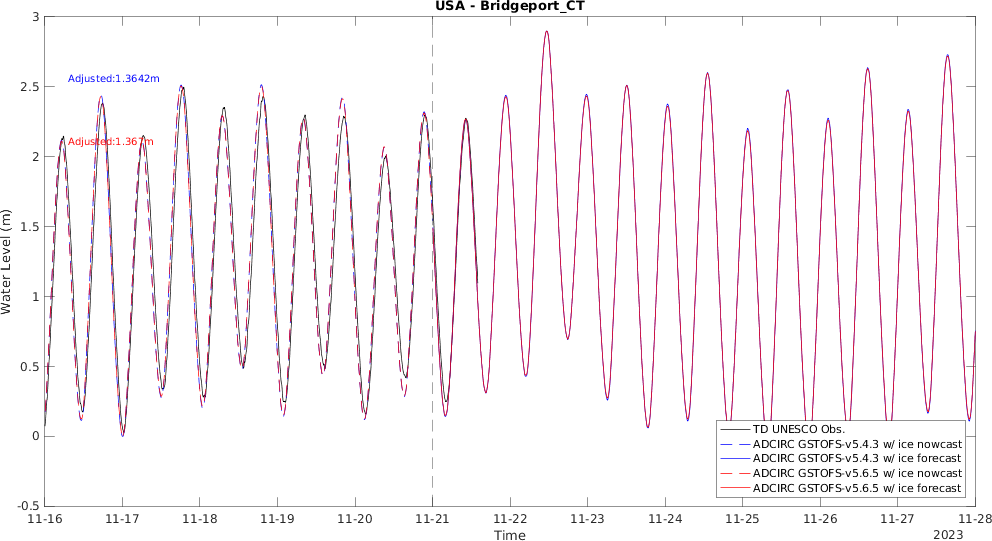 USA - Bridgeport_CT
3
2.5
2
1.5
1
0.5
0
-0.5
Water Level (m)
Adjusted:1.3642m
Adjusted:1.367m
TD UNESCO Obs.
ADCIRC GSTOFS-v5.4.3 w/ ice nowcast
ADCIRC GSTOFS-v5.4.3 w/ ice forecast
ADCIRC GSTOFS-v5.6.5 w/ ice nowcast
ADCIRC GSTOFS-v5.6.5 w/ ice forecast
11-16 11-17 11-18 11-19 11-20 11-21 11-22 11-23 11-24 11-25 11-26 11-27 11-28
Time
2023